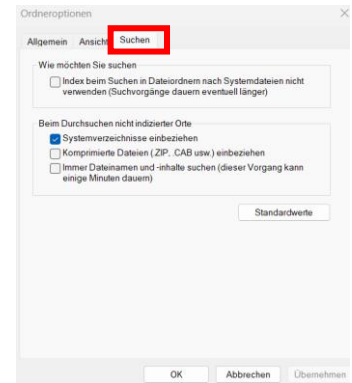 Ordneroptionen
Allgemein Ansicht Suchen
Wie möchten Sie suchen
Index beim Suchen in Dateiordnern nach Systemdateien nicht
verwenden (Suchvorgänge dauern eventuell länger)
Beim Durchsuchen nicht indizierter Orte
Systemverzeichnisse einbeziehen
Komprimierte Dateien (.ZIP, .CAB usw.) einbeziehen
Immer Dateinamen und -inhalte suchen (dieser Vorgang kann
einige Minuten dauern)
Standardwerte
OK Abbrechen Übernehmen